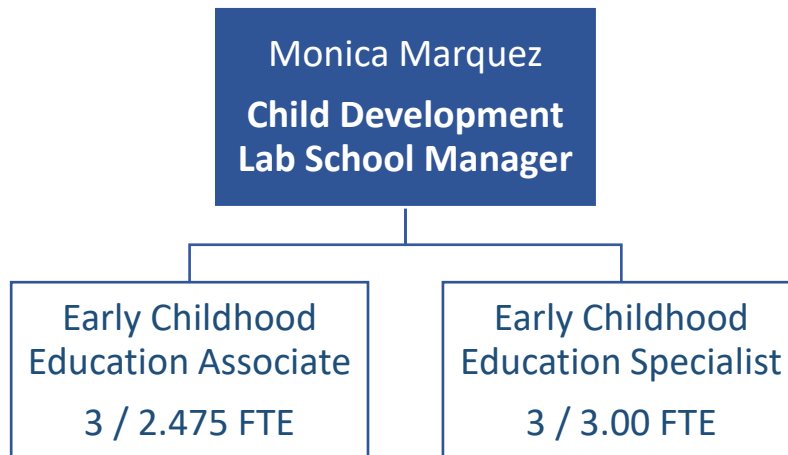 Monica Marquez
Child Development
Lab School Manager
Early Childhood
Education Associate
3 / 2.475 FTE
Early Childhood
Education Specialist
3 / 3.00 FTE